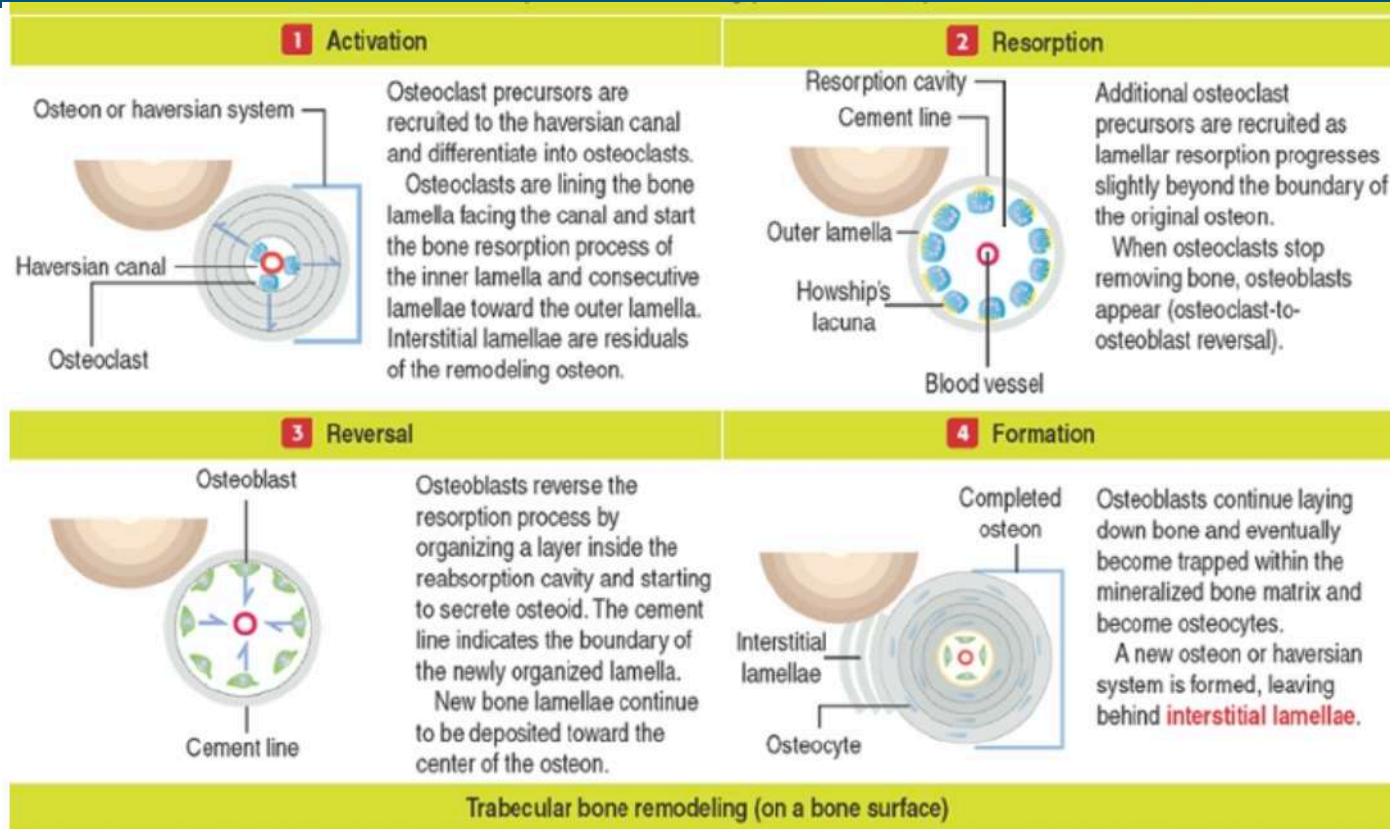 1 Activation
Osteon or haversian system
Haversian canal
Osteoclast
Osteoclast precursors are
recruited to the haversian canal
and differentiate into osteoclasts.
Osteoclasts are lining the bone
lamella facing the canal and start
the bone resorption process of
the inner lamella and consecutive
lamellae toward the outer lamella.
Interstitial lamellae are residuals
of the remodeling osteon.
2 Resorption
Resorption cavity
Cement line
Outer lamella
Howship's
lacuna
Blood vessel
Additional osteoclast
precursors are recruited as
lamellar resorption progresses
slightly beyond the boundary of
the original osteon.
When osteoclasts stop
removing bone, osteoblasts
appear (osteoclast-to-
osteoblast reversal).
3 Reversal
Osteoblast
Cement line
Osteoblasts reverse the
resorption process by
organizing a layer inside the
reabsorption cavity and starting
to secrete osteoid. The cement
line indicates the boundary of
the newly organized lamella.
New bone lamellae continue
to be deposited toward the
center of the osteon.
4 Formation
Completed
osteon
Interstitial
lamellae
Osteocyte
Osteoblasts continue laying
down bone and eventually
become trapped within the
mineralized bone matrix and
become osteocytes.
A new osteon or haversian
system is formed, leaving
behind interstitial lamellae.
Trabecular bone remodeling (on a bone surface)